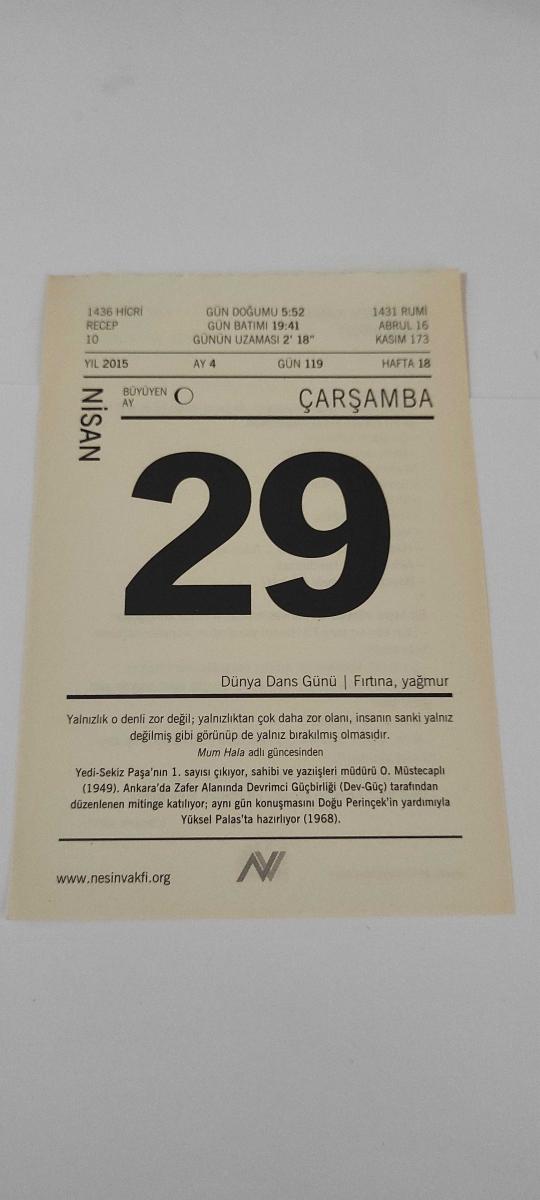 1436 HİCRİ GÜN DOĞUMU 5:52 1431 RUMİ
RECEP GÜN BATIMI 19:41 ABRUL 16
10 GÜNÜN UZAMASI 2' 18" KASIM 173
YIL 2015 AY 4 GÜN 119 HAFTA 18
NİSAN
BÜYÜYEN
AY
ÇARŞAMBA
29
Dünya Dans Günü | Fırtına, yağmur
Yalnızlık o denli zor değil; yalnızlıktan çok daha zor olanı, insanın sanki yalnız
değilmiş gibi görünüp de yalnız bırakılmış olmasıdır.
Mum Hala adlı güncesinden
Yedi-Sekiz Paşa'nın 1. sayısı çıkıyor, sahibi ve yazıişleri müdürü O. Müstecaplı
(1949). Ankara'da Zafer Alanında Devrimci Güçbirliği (Dev-Güç) tarafından
düzenlenen mitinge katılıyor; aynı gün konuşmasını Doğu Perinçek'in yardımıyla
Yüksel Palas'ta hazırlıyor (1968).
www.nesinvakfi.org